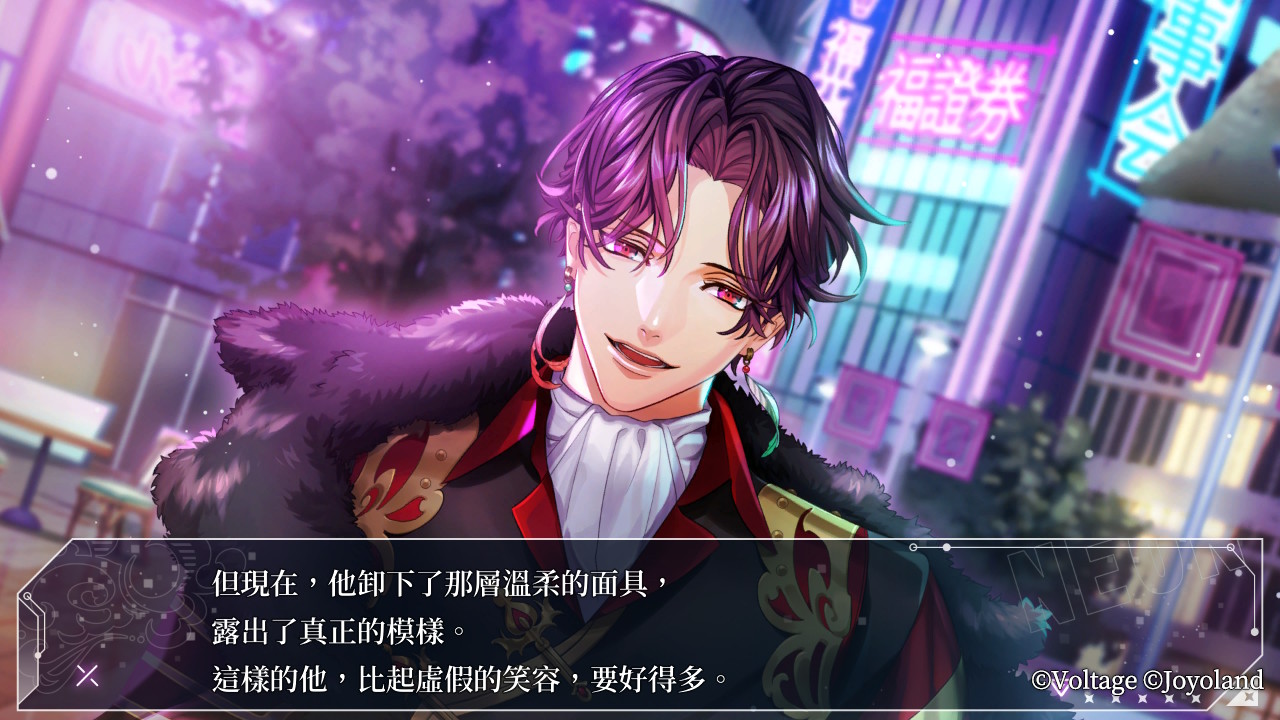 福證券
事会
但現在，他卸下了那層溫柔的面具，
露出了真正的模樣。
這樣的他，比起虛假的笑容，要好得多。
©Voltage ©Joyoland